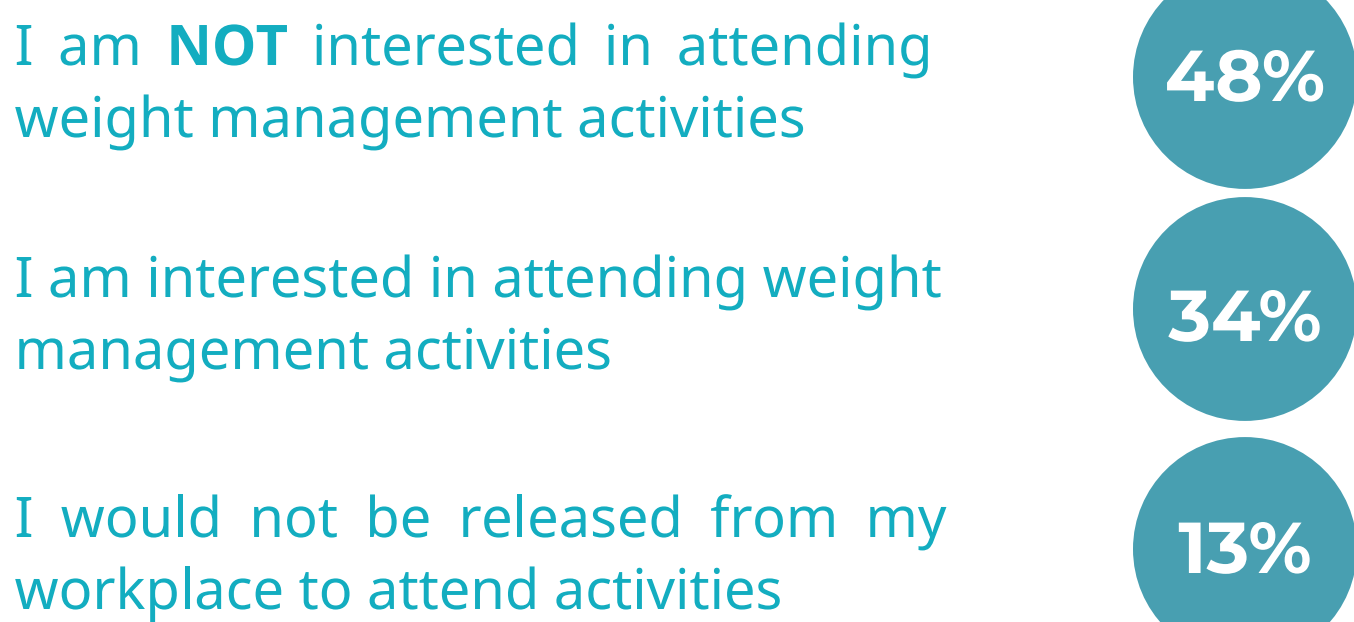 I am NOT interested in attending
weight management activities
48%
I am interested in attending weight
management activities
34%
I would not be released from my
workplace to attend activities
13%